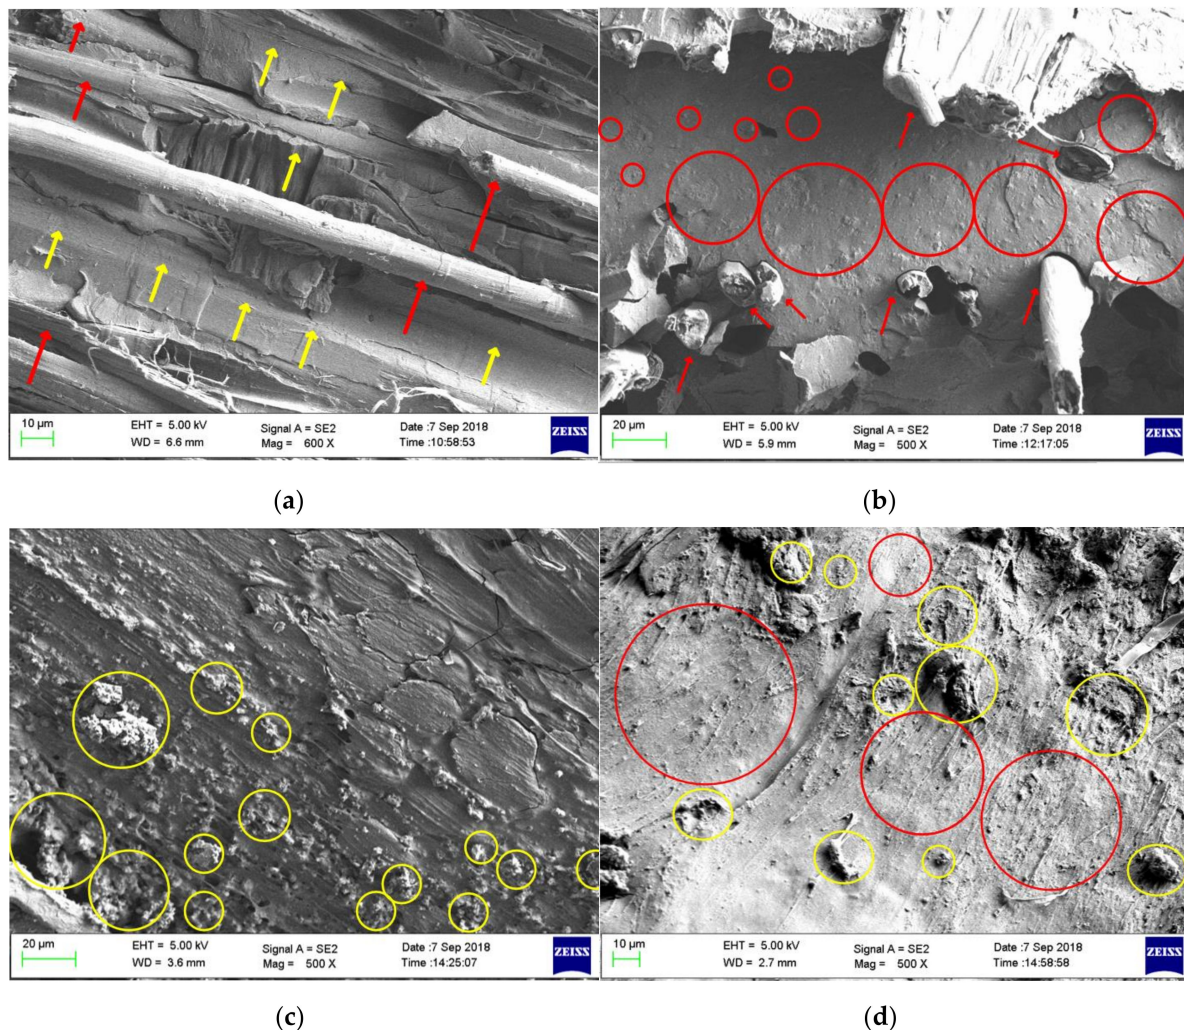 10 µm EHT = 5.00 kV Signal A = SE2 Date :7 Sep 2018 ZEISS
WD = 6.6 mm Mag = 600 X Time :10:58:53
20 µm EHT = 5.00 kV Signal A = SE2 Date :7 Sep 2018 ZEISS
WD = 5.9 mm Mag = 500 X Time :12:17:05
(a)
(b)
20 µm EHT = 5.00 kV Signal A = SE2 Date :7 Sep 2018 ZEISS
WD = 3.6 mm Mag = 500 X Time :14:25:07
10 µm EHT = 5.00 kV Signal A = SE2 Date :7 Sep 2018 ZEISS
WD = 2.7 mm Mag = 500 X Time :14:58:58
(c)
(d)